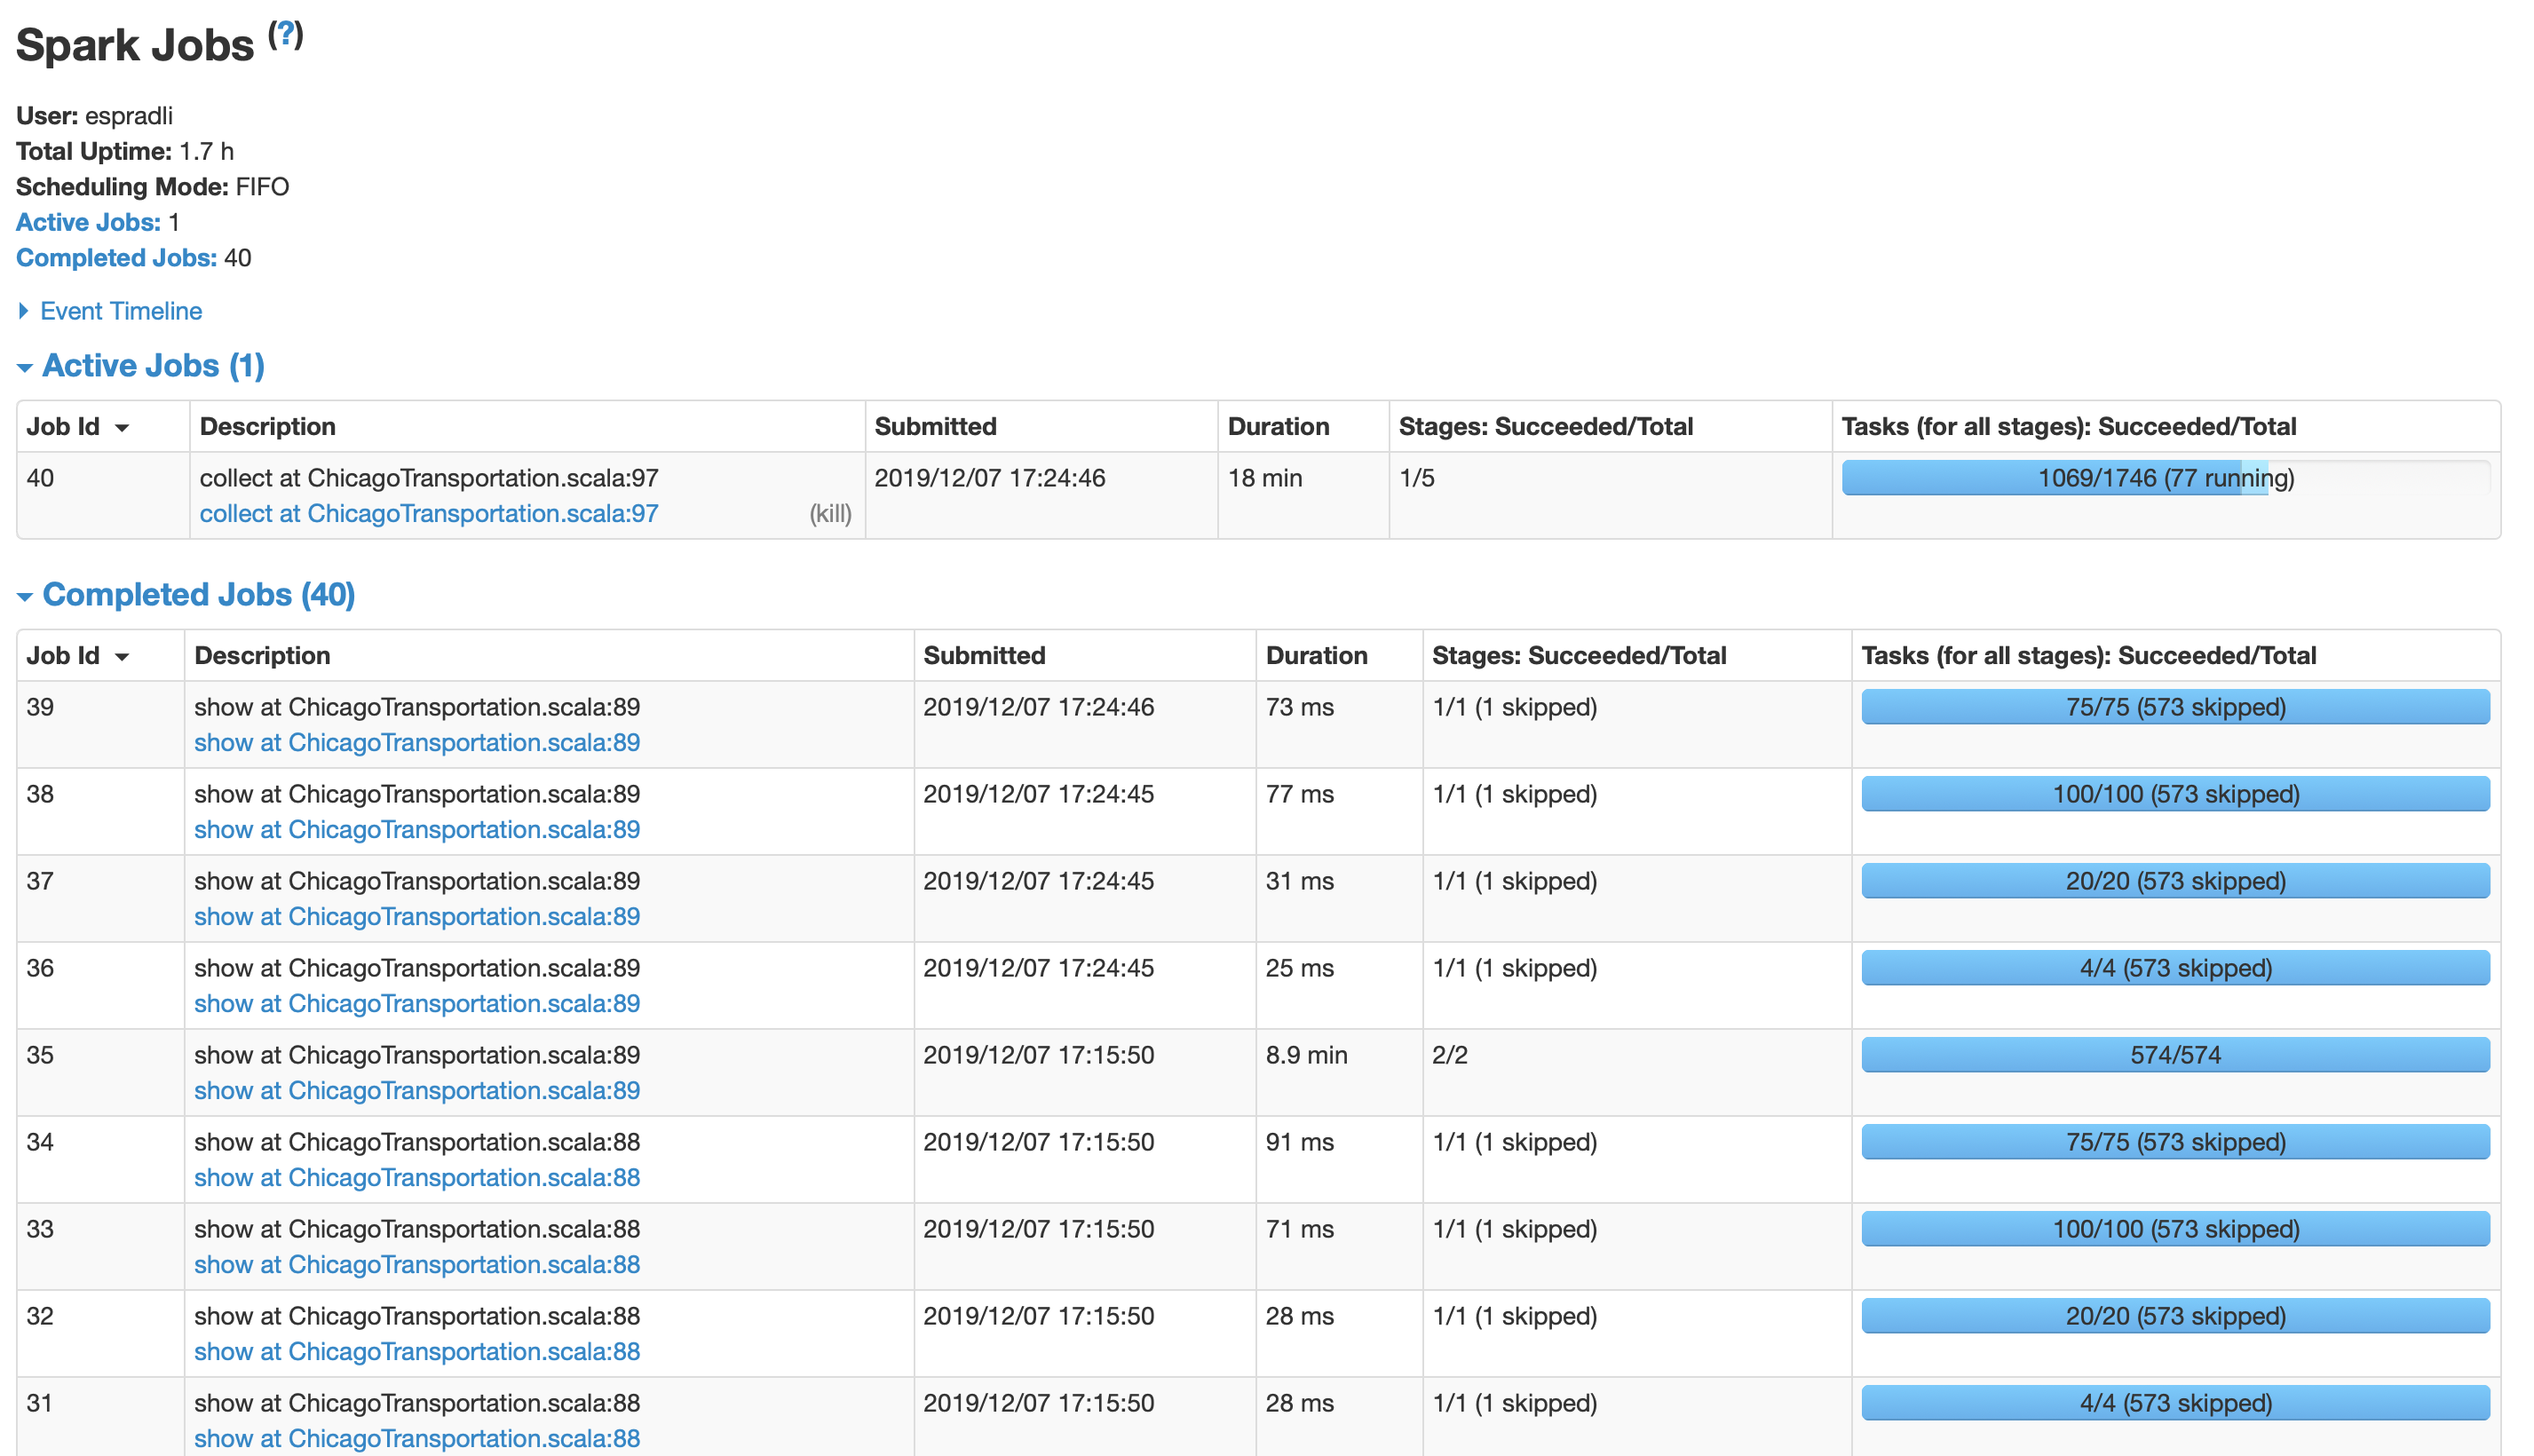 Spark Jobs (?)
User: espradli
Total Uptime: 1.7 h
Scheduling Mode: FIFO
Active Jobs: 1
Completed Jobs: 40
Event Timeline
Active Jobs (1)
Job Id Description Submitted Duration Stages: Succeeded/Total Tasks (for all stages): Succeeded/Total
40 collect at ChicagoTransportation.scala:97 2019/12/07 17:24:46 18 min 1/5 1069/1746 (77 running)
collect at ChicagoTransportation.scala:97 (kill)
Completed Jobs (40)
Job Id Description Submitted Duration Stages: Succeeded/Total Tasks (for all stages): Succeeded/Total
39 show at ChicagoTransportation.scala:89 2019/12/07 17:24:46 73 ms 1/1 (1 skipped) 75/75 (573 skipped)
show at ChicagoTransportation.scala:89
38 show at ChicagoTransportation.scala:89 2019/12/07 17:24:45 77 ms 1/1 (1 skipped) 100/100 (573 skipped)
show at ChicagoTransportation.scala:89
37 show at ChicagoTransportation.scala:89 2019/12/07 17:24:45 31 ms 1/1 (1 skipped) 20/20 (573 skipped)
show at ChicagoTransportation.scala:89
36 show at ChicagoTransportation.scala:89 2019/12/07 17:24:45 25 ms 1/1 (1 skipped) 4/4 (573 skipped)
show at ChicagoTransportation.scala:89
35 show at ChicagoTransportation.scala:89 2019/12/07 17:15:50 8.9 min 2/2 574/574
show at ChicagoTransportation.scala:89
34 show at ChicagoTransportation.scala:88 2019/12/07 17:15:50 91 ms 1/1 (1 skipped) 75/75 (573 skipped)
show at ChicagoTransportation.scala:88
33 show at ChicagoTransportation.scala:88 2019/12/07 17:15:50 71 ms 1/1 (1 skipped) 100/100 (573 skipped)
show at ChicagoTransportation.scala:88
32 show at ChicagoTransportation.scala:88 2019/12/07 17:15:50 28 ms 1/1 (1 skipped) 20/20 (573 skipped)
show at ChicagoTransportation.scala:88
31 show at ChicagoTransportation.scala:88 2019/12/07 17:15:50 28 ms 1/1 (1 skipped) 4/4 (573 skipped)
show at ChicagoTransportation.scala:88